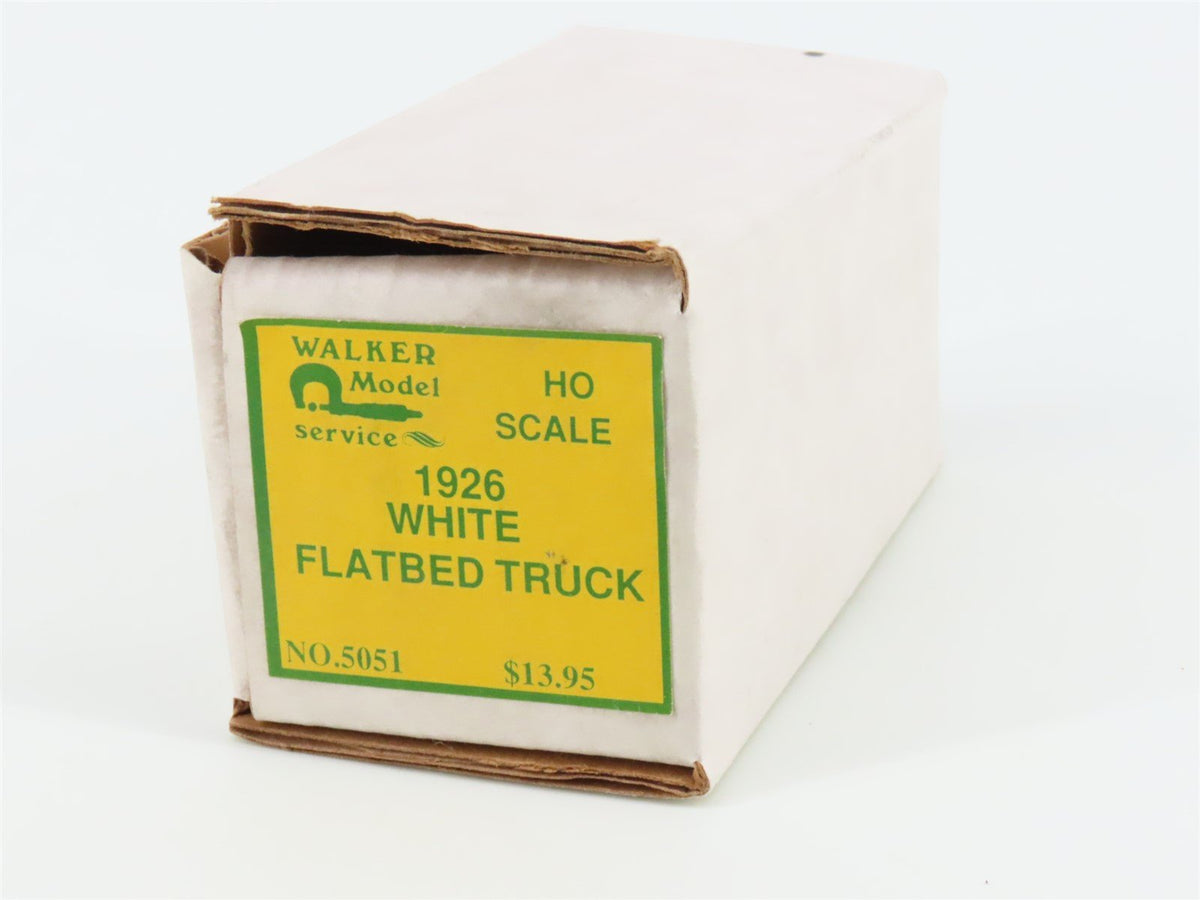 WALKER
Model
service
HO
SCALE
1926
WHITE
FLATBED TRUCK
NO.5051 $13.95